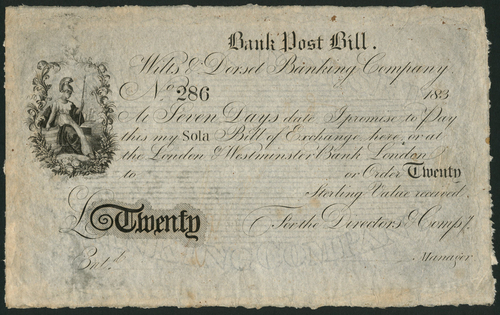 Bank Post Bill.
Wilts & Dorset Banking Company
No. 286 183
At Seven Days date I promise to Pay
this my Sola Bill of Exchange here, or at
the London & Westminster Bank London
to or Order Twenty
Sterling Value received.
£ Twenty For the Directors & Compy.
Entd. Manager